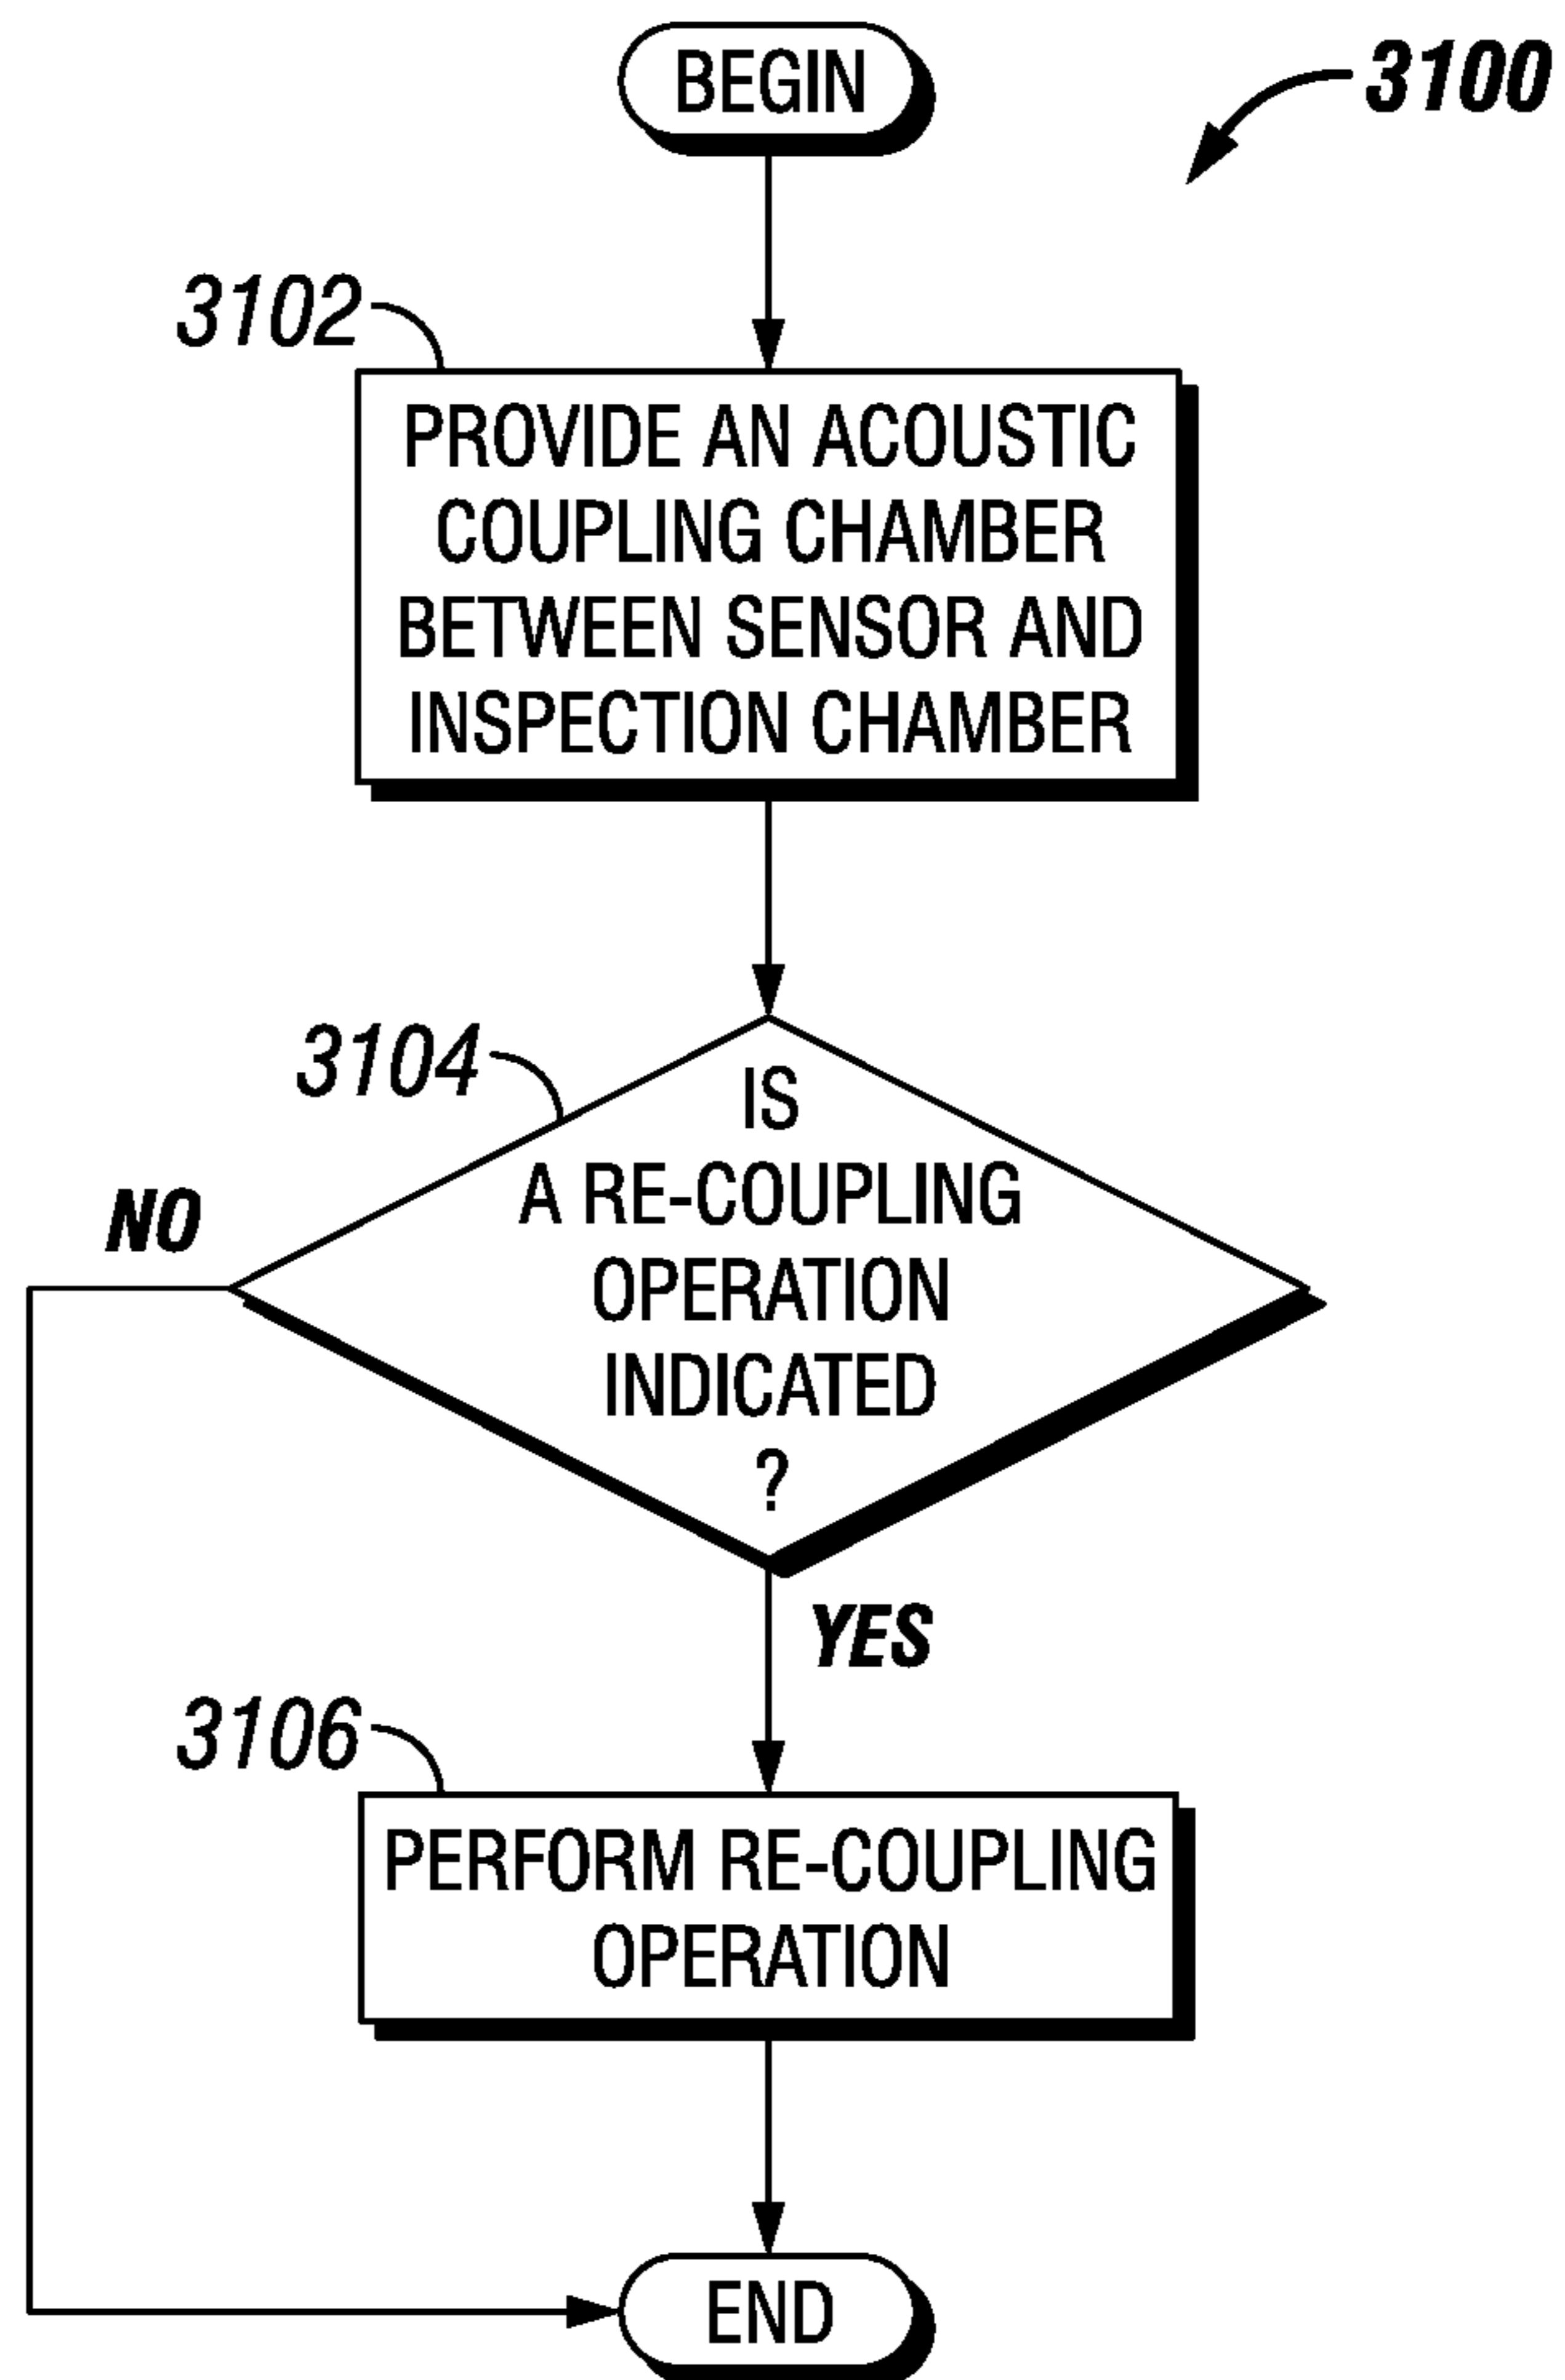 BEGIN
3100
3102
PROVIDE AN ACOUSTIC
COUPLING CHAMBER
BETWEEN SENSOR AND
INSPECTION CHAMBER
3104
IS
A RE-COUPLING
OPERATION
INDICATED
?
NO
YES
3106
PERFORM RE-COUPLING
OPERATION
END